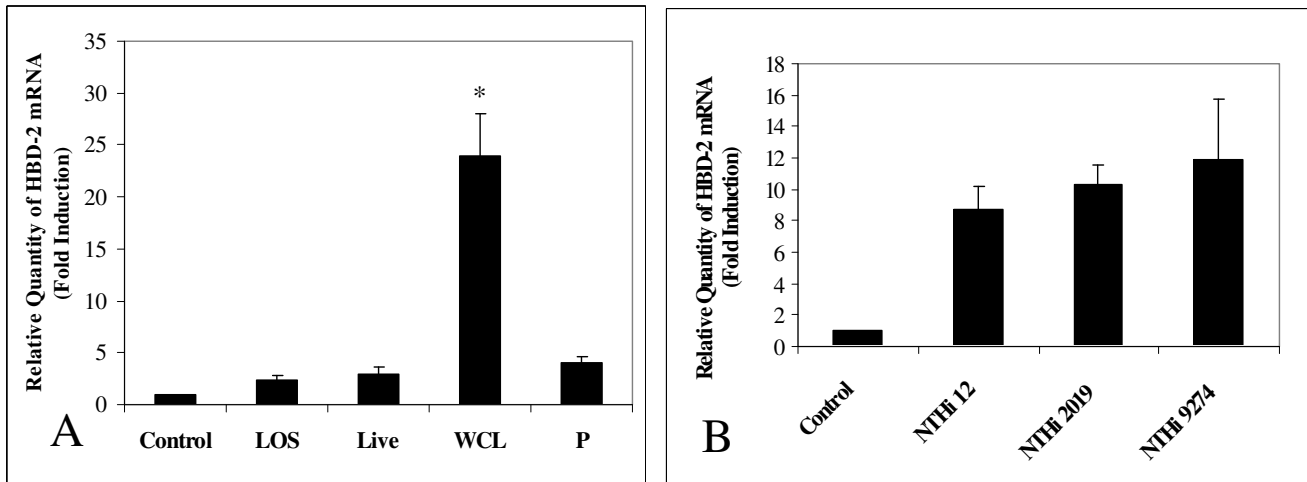 Relative Quantity of HBD-2 mRNA
(Fold Induction)
35
30
25
20
15
10
5
0
*
Control LOS Live WCL P
A
Relative Quantity of HBD-2 mRNA
(Fold Induction)
18
16
14
12
10
8
6
4
2
0
Control
NTHi 12
NTHi 2019
NTHi 9274
B